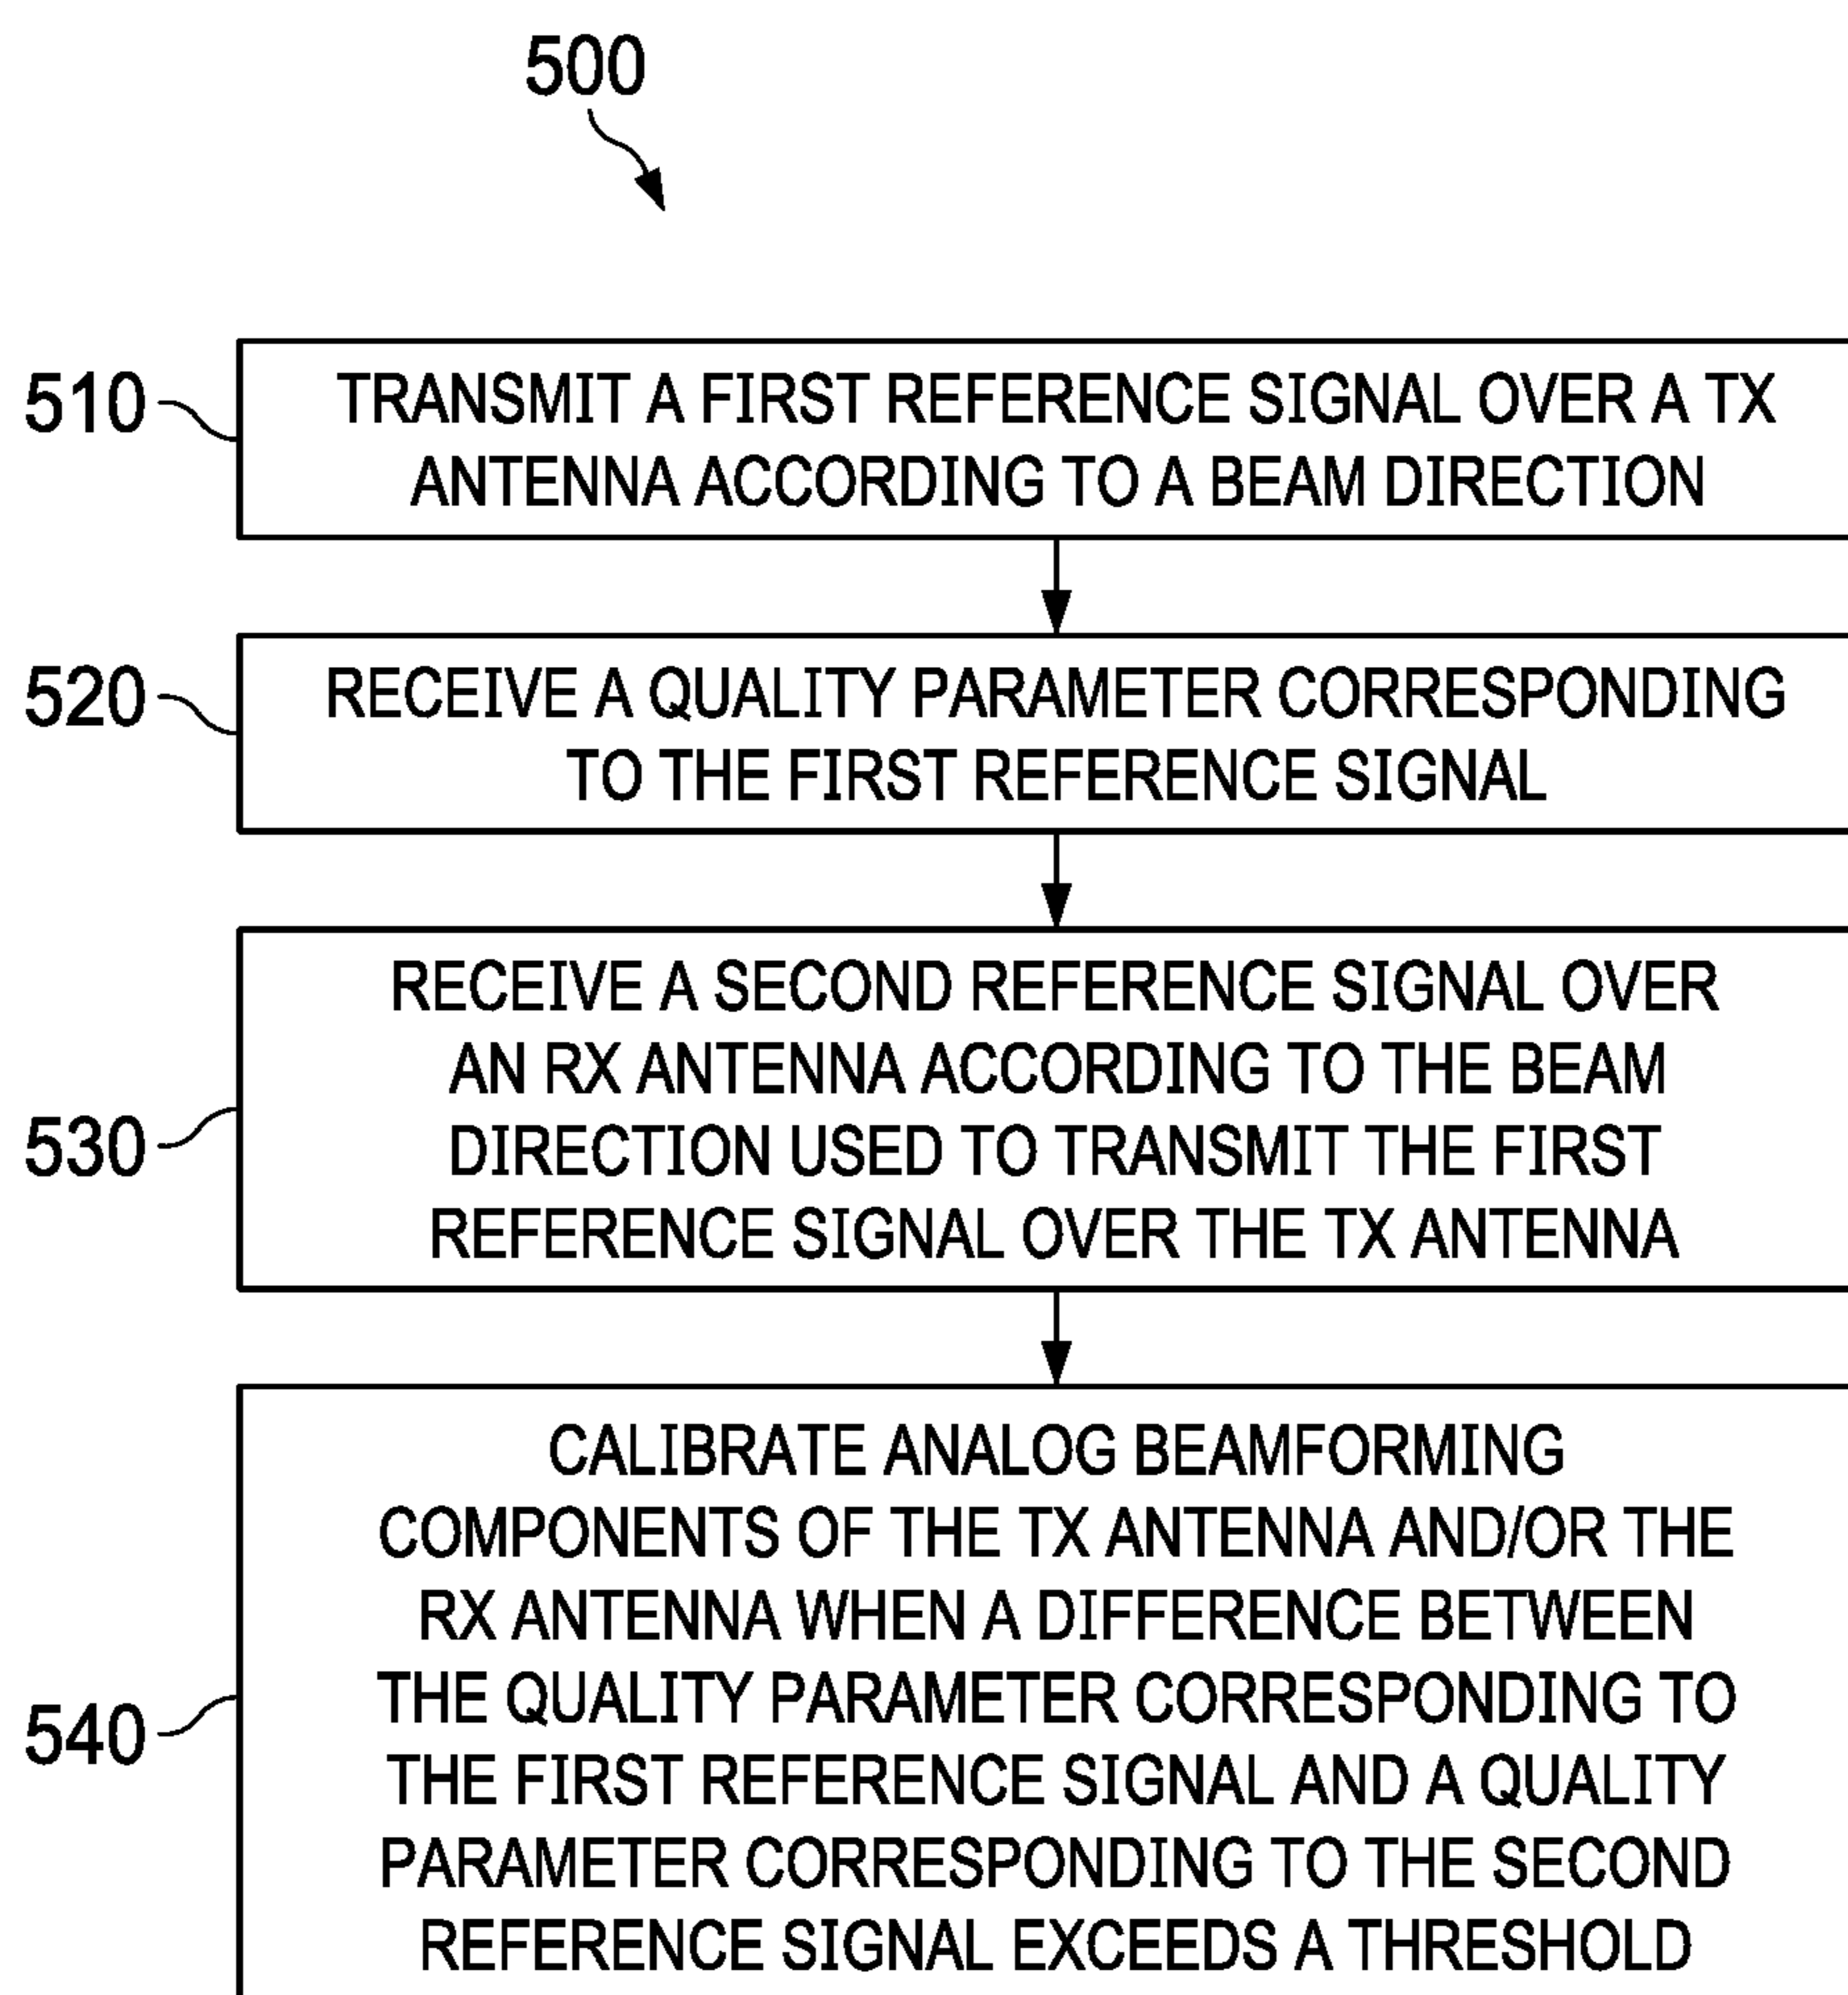 500
510
TRANSMIT A FIRST REFERENCE SIGNAL OVER A TX
ANTENNA ACCORDING TO A BEAM DIRECTION
520
RECEIVE A QUALITY PARAMETER CORRESPONDING
TO THE FIRST REFERENCE SIGNAL
530
RECEIVE A SECOND REFERENCE SIGNAL OVER
AN RX ANTENNA ACCORDING TO THE BEAM
DIRECTION USED TO TRANSMIT THE FIRST
REFERENCE SIGNAL OVER THE TX ANTENNA
540
CALIBRATE ANALOG BEAMFORMING
COMPONENTS OF THE TX ANTENNA AND/OR THE
RX ANTENNA WHEN A DIFFERENCE BETWEEN
THE QUALITY PARAMETER CORRESPONDING TO
THE FIRST REFERENCE SIGNAL AND A QUALITY
PARAMETER CORRESPONDING TO THE SECOND
REFERENCE SIGNAL EXCEEDS A THRESHOLD